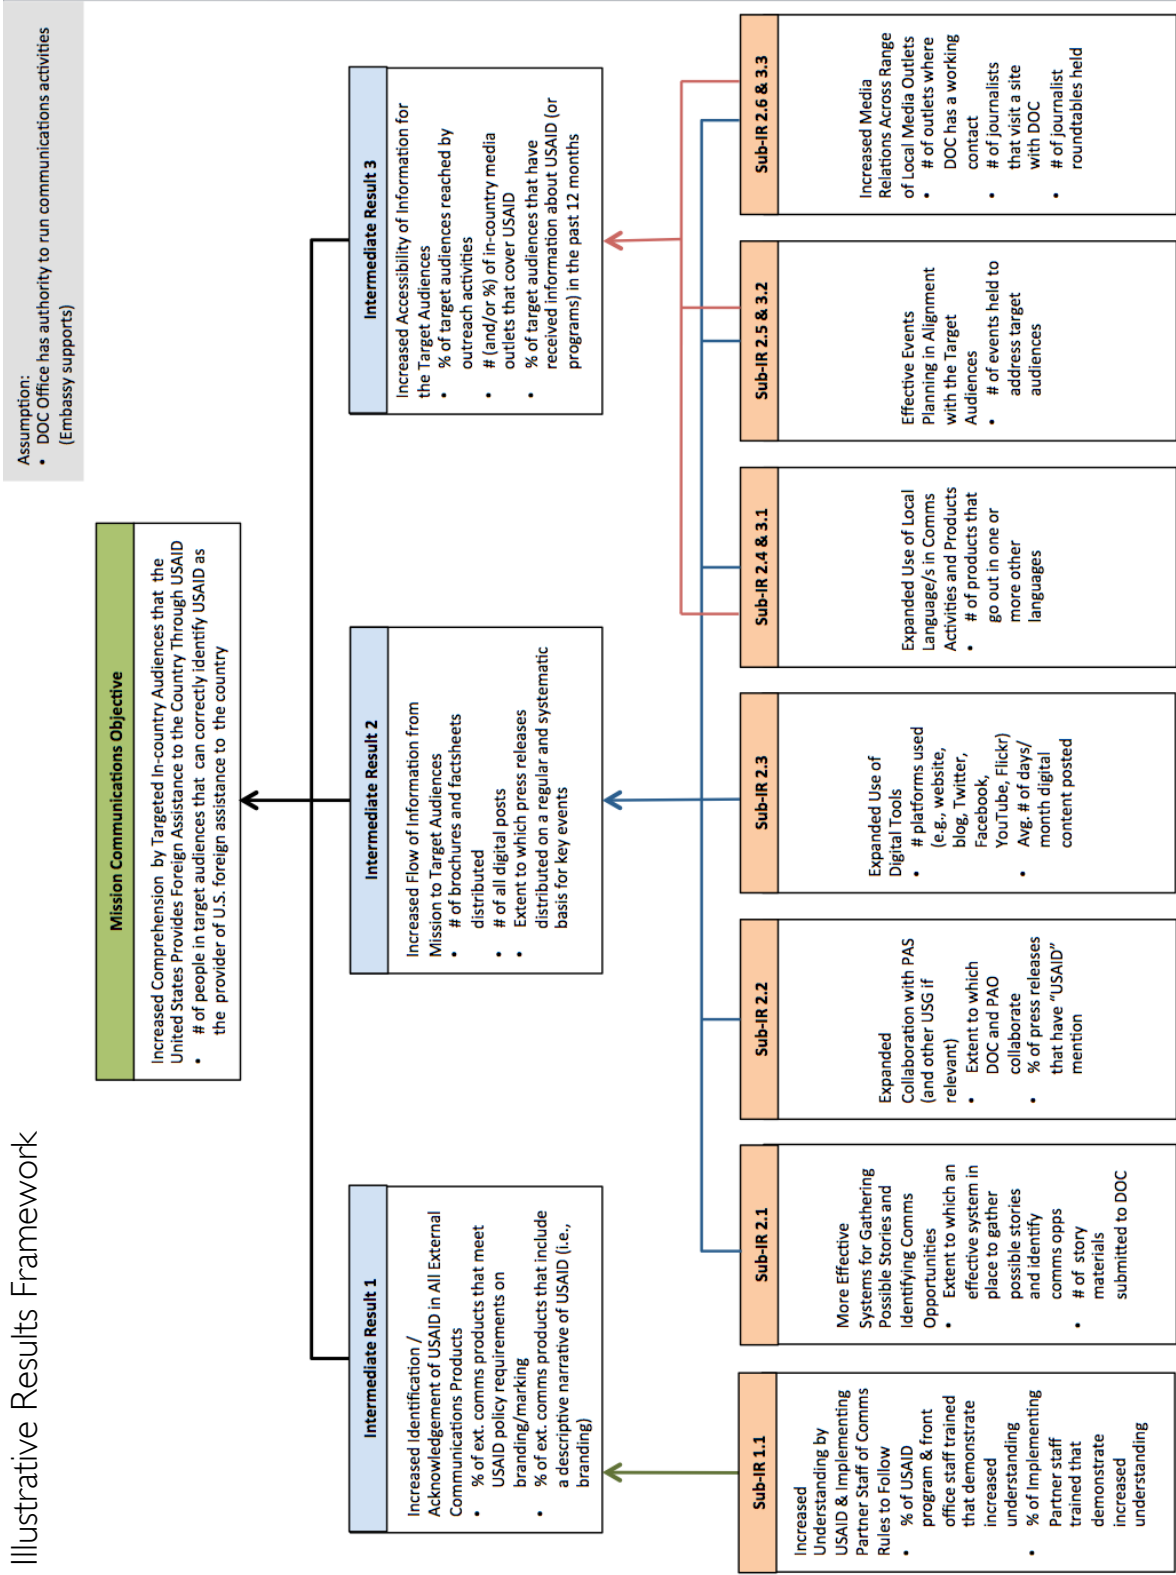 Illustrative Results Framework
Assumption:
• DOC Office has authority to run communications activities
(Embassy supports)
Mission Communications Objective
Increased Comprehension by Targeted In-country Audiences that the
United States Provides Foreign Assistance to the Country Through USAID
• # of people in target audiences that can correctly identify USAID as
the provider of U.S. foreign assistance to the country
Intermediate Result 1
Increased Identification /
Acknowledgement of USAID in All External
Communications Products
• % of ext. comms products that meet
USAID policy requirements on
branding/marking
• % of ext. comms products that include
a descriptive narrative of USAID (i.e.,
branding)
Intermediate Result 2
Increased Flow of Information from
Mission to Target Audiences
• # of brochures and factsheets
distributed
• # of all digital posts
• Extent to which press releases
distributed on a regular and systematic
basis for key events
Intermediate Result 3
Increased Accessibility of Information for
the Target Audiences
• % of target audiences reached by
outreach activities
• # (and/or %) of in-country media
outlets that cover USAID
• % of target audiences that have
received information about USAID (or
programs) in the past 12 months
Sub-IR 1.1
Increased
Understanding by
USAID & Implementing
Partner Staff of Comms
Rules to Follow
• % of USAID
program & front
office staff trained
that demonstrate
increased
understanding
• % of Implementing
Partner staff
trained that
demonstrate
increased
understanding
Sub-IR 2.1
More Effective
Systems for Gathering
Possible Stories and
Identifying Comms
Opportunities
• Extent to which an
effective system in
place to gather
possible stories
and identify
comms opps
• # of story
materials
submitted to DOC
Sub-IR 2.2
Expanded
Collaboration with PAS
(and other USG if
relevant)
• Extent to which
DOC and PAO
collaborate
• % of press releases
that have “USAID”
mention
Sub-IR 2.3
Expanded Use of
Digital Tools
• # platforms used
(e.g., website,
blog, Twitter,
Facebook,
YouTube, Flickr)
• Avg. # of days/
month digital
content posted
Sub-IR 2.4 & 3.1
Expanded Use of Local
Language/s in Comms
Activities and Products
• # of products that
go out in one or
more other
languages
Sub-IR 2.5 & 3.2
Effective Events
Planning in Alignment
with the Target
Audiences
• # of events held to
address target
audiences
Sub-IR 2.6 & 3.3
Increased Media
Relations Across Range
of Local Media Outlets
• # of outlets where
DOC has a working
contact
• # of journalists
that visit a site
with DOC
• # of journalist
roundtables held